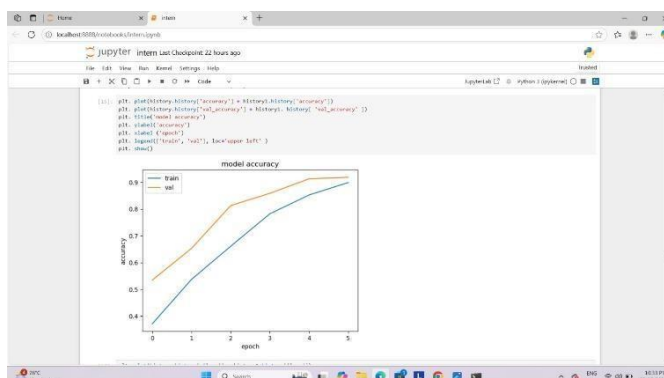 Home
intern
localhost:8888/notebooks/intern.ipynb
jupyter intern Last Checkpoint: 22 hours ago
File Edit View Run Kernel Settings Help
Trusted
Code
JupyterLab
Python 3 (ipykernel)
plt. plot(history.history['accuracy'] + history1.history['accuracy'])
plt. plot(history.history['val_accuracy'] + history1. history[ 'val_accuracy' ])
plt. title('model accuracy')
plt. ylabel('accuracy')
plt. xlabel ('epoch')
plt. legend(['train', 'val'], loc='upper left' )
plt. show()
model accuracy
train
val
0.9
0.8
0.7
0.6
0.5
0.4
accuracy
0 1 2 3 4 5
epoch
Search
ENG